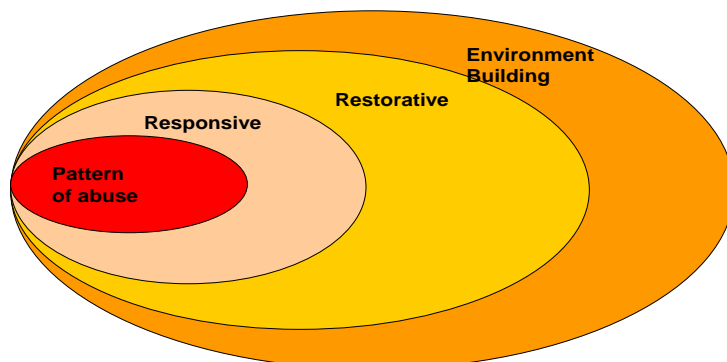 Environment
Building
Restorative
Responsive
Pattern
of abuse